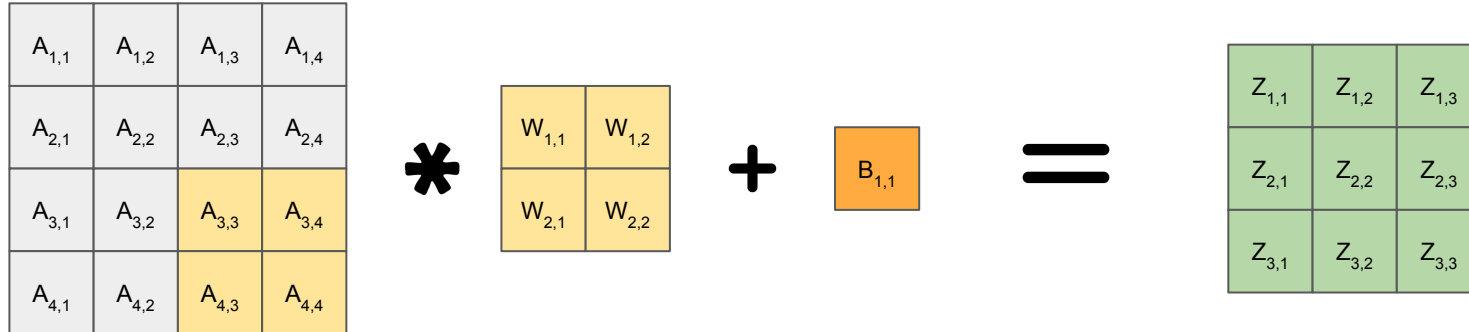 A1,1 A1,2 A1,3 A1,4
A2,1 A2,2 A2,3 A2,4
A3,1 A3,2 A3,3 A3,4
A4,1 A4,2 A4,3 A4,4
*
W1,1 W1,2
W2,1 W2,2
+
B1,1
=
Z1,1 Z1,2 Z1,3
Z2,1 Z2,2 Z2,3
Z3,1 Z3,2 Z3,3